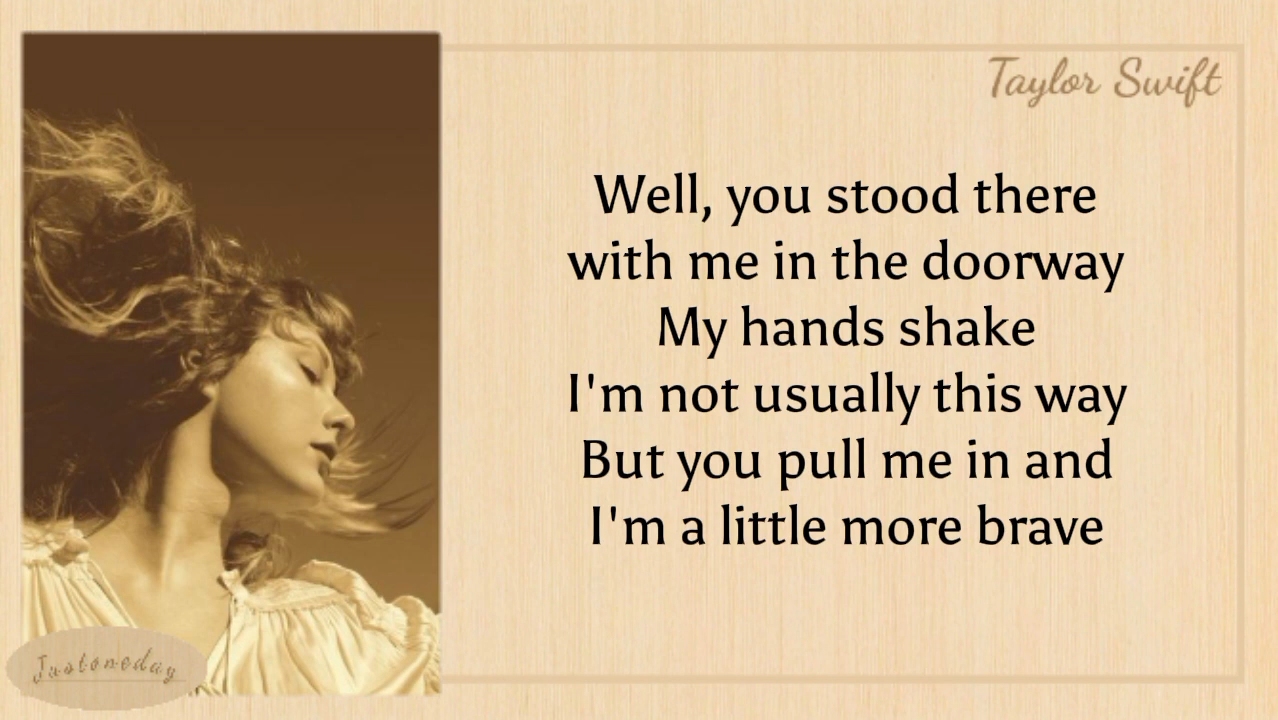 Taylor Swift
Well, you stood there
with me in the doorway
My hands shake
I'm not usually this way
But you pull me in and
I'm a little more brave
Justoneday